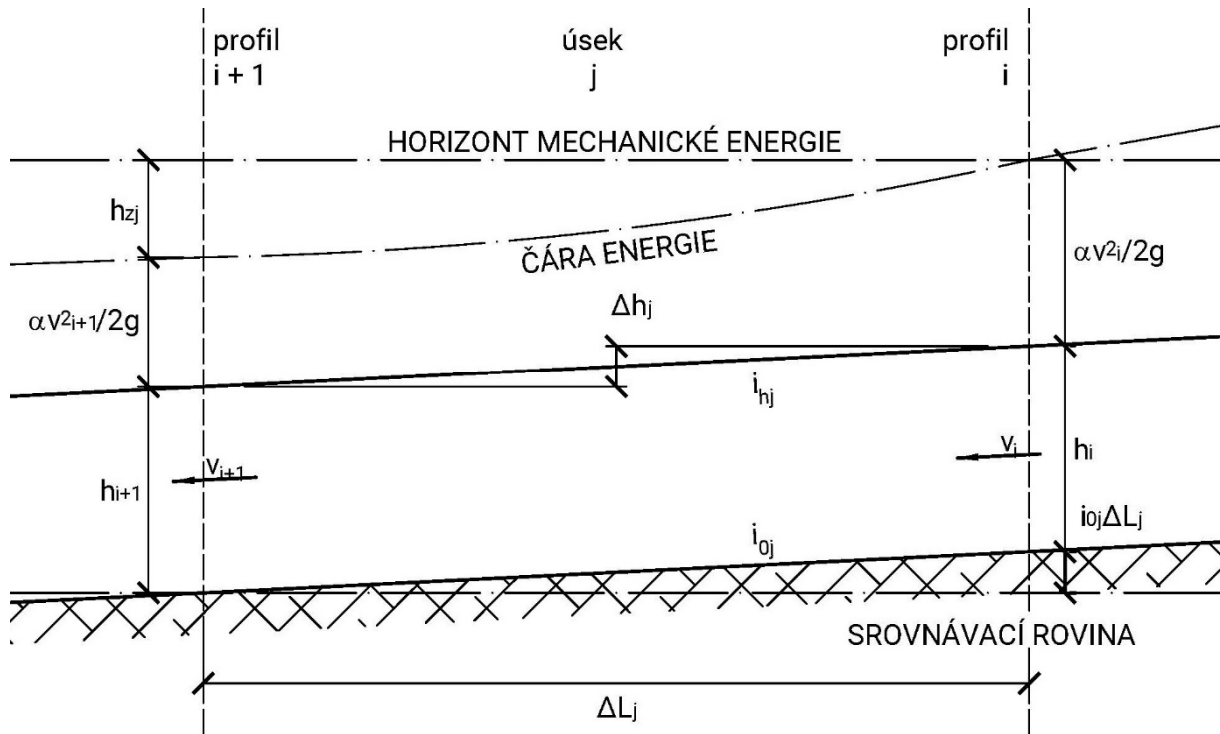 profil
i + 1
úsek
j
profil
i
HORIZONT MECHANICKÉ ENERGIE
hzj
ČÁRA ENERGIE
αv²i/2g
Δhj
αv²i+1/2g
ihj
vi+1
vi
hi
hi+1
i0j
i0jΔLj
SROVNÁVACÍ ROVINA
ΔLj